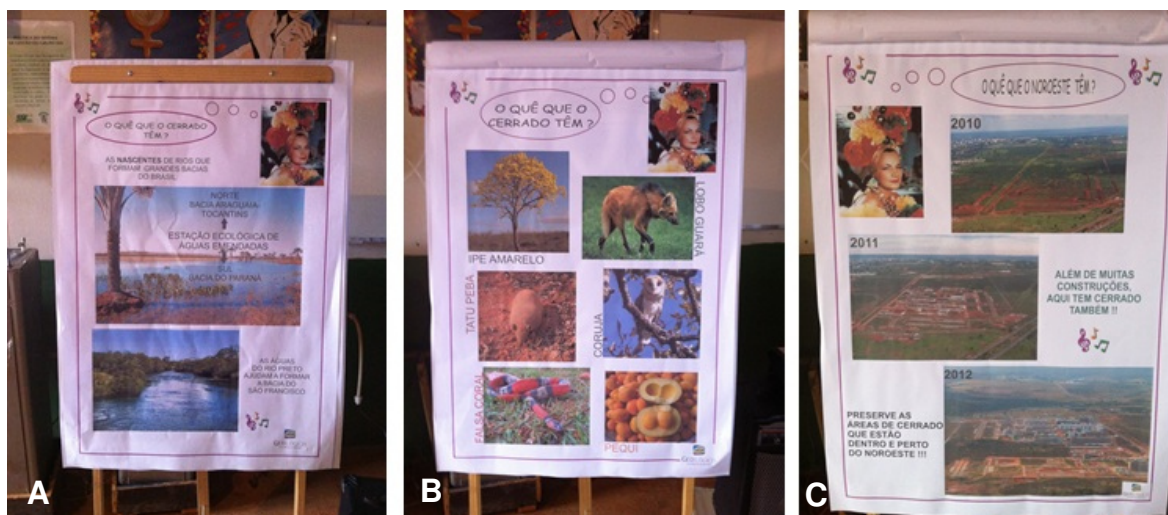 O QUÊ QUE O CERRADO
TÊM ?
AS NASCENTES DE RIOS QUE
FORMAM GRANDES BACIAS
DO BRASIL
NORTE
BACIA ARAGUAIA-
TOCANTINS
ESTAÇÃO ECOLÓGICA DE
ÁGUAS EMENDADAS
SUL
BACIA DO PARANÁ
AS ÁGUAS
DO RIO PRETO
AJUDAM A FORMAR
A BACIA DO
SÃO FRANCISCO
A
O QUÊ QUE O
CERRADO TÊM ?
IPE AMARELO
LOBO GUARÁ
TATU PEBA
CORUJA
FALSA CORAL
PEQUI
B
O QUÊ QUE O NOROESTE TÊM ?
2010
2011
ALÉM DE MUITAS
CONSTRUÇÕES,
AQUI TEM CERRADO
TAMBÉM !!
2012
PRESERVE AS
ÁREAS DE CERRADO
QUE ESTÃO
DENTRO E PERTO
DO NOROESTE !!!
C